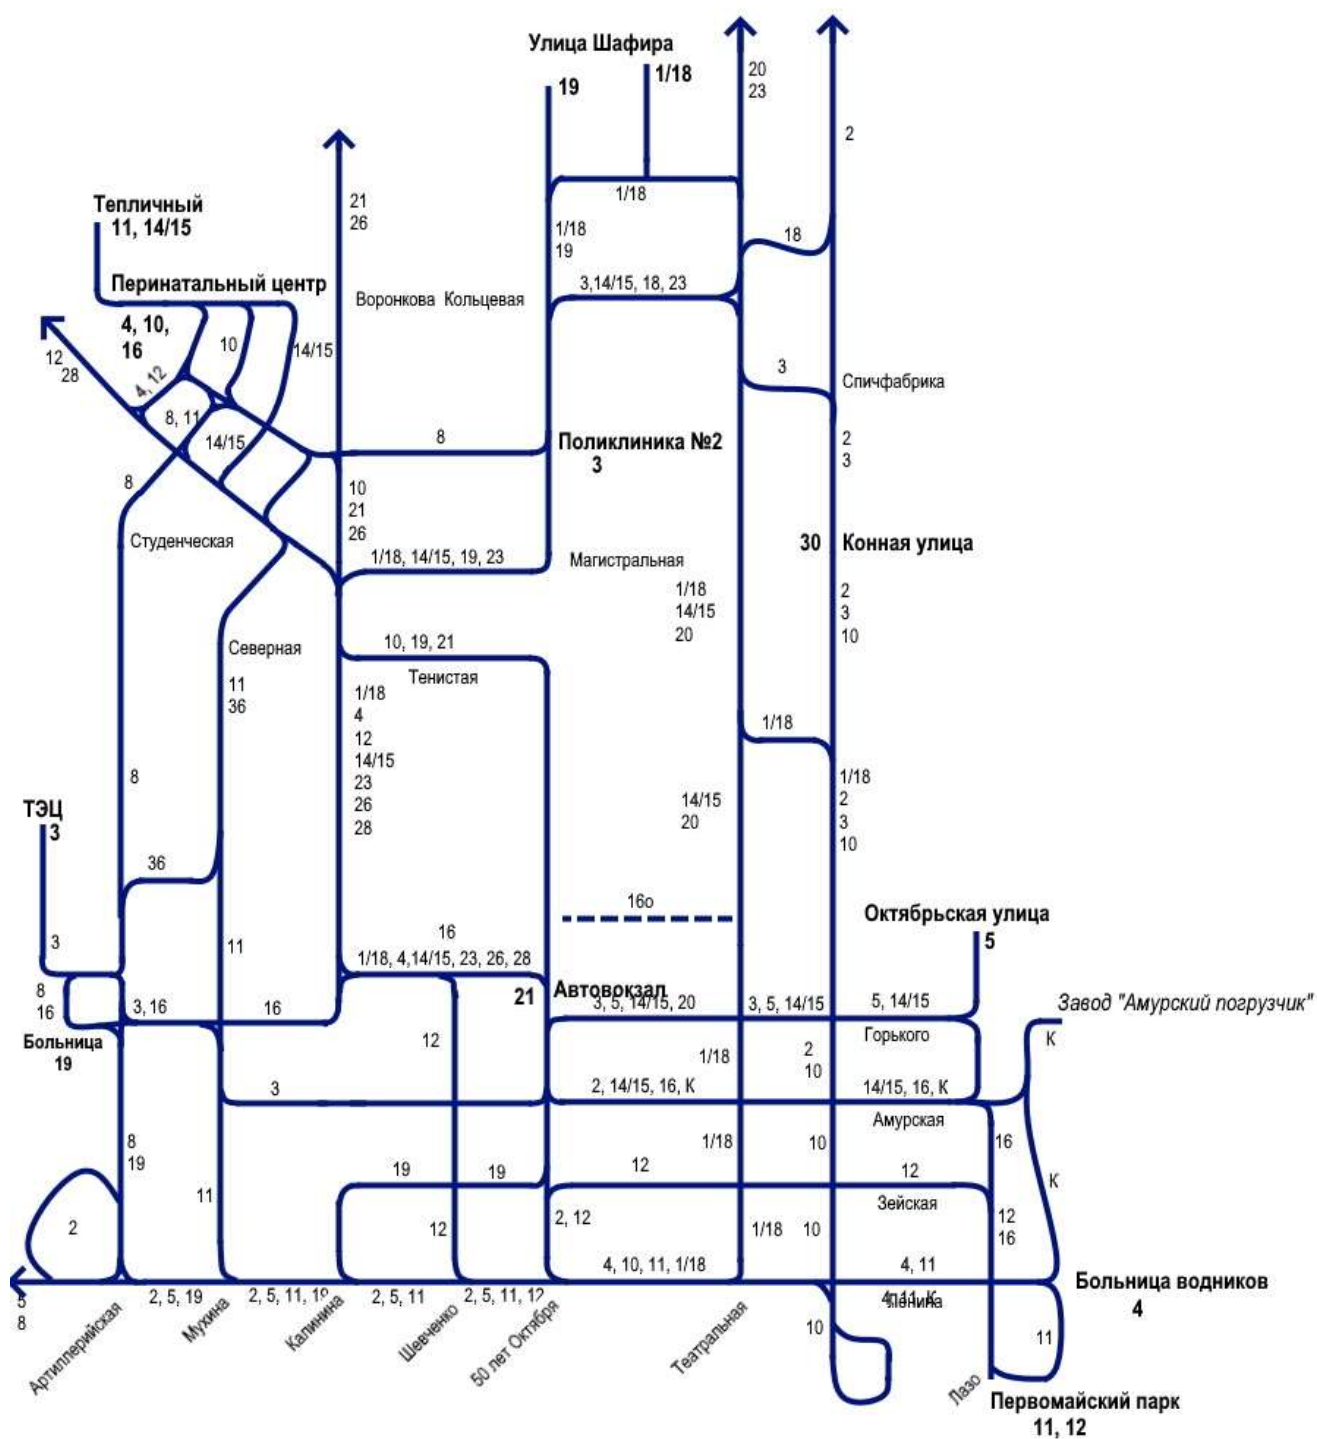 Улица Шафира
1/18
19
20
23
2
21
26
1/18
Тепличный
11, 14/15
1/18
19
18
Перинатальный центр
3,14/15, 18, 23
Воронкова Кольцевая
4, 10,
16
10
14/15
12
28
4, 12
3
Спичфабрика
8, 11
14/15
8
Поликлиника №2
3
2
3
8
10
21
26
Студенческая
30
Конная улица
1/18, 14/15, 19, 23
Магистральная
1/18
14/15
20
2
3
10
Северная
10, 19, 21
Тенистая
11
36
1/18
4
12
14/15
23
26
28
1/18
8
1/18
2
3
10
14/15
20
ТЭЦ
3
36
16о
Октябрьская улица
5
3
11
16
1/18, 4,14/15, 23, 26, 28
8
16
3, 16
16
21
Автовокзал
3, 5, 14/15, 20
3, 5, 14/15
5, 14/15
Завод "Амурский погрузчик"
К
Больница
19
12
Горького
1/18
2
10
3
2, 14/15, 16, К
14/15, 16, К
Амурская
8
19
1/18
10
16
19
19
12
12
К
11
Зейская
2
12
2, 12
1/18
10
12
16
4, 10, 11, 1/18
4, 11
Больница водников
4
5
8
2, 5, 19
2, 5, 11, 19
2, 5, 11
2, 5, 11, 12
4, 11, К
Ленина
10
11
Артиллерийская
Мухина
Калинина
Шевченко
50 лет Октября
Театральная
Лазо
Первомайский парк
11, 12